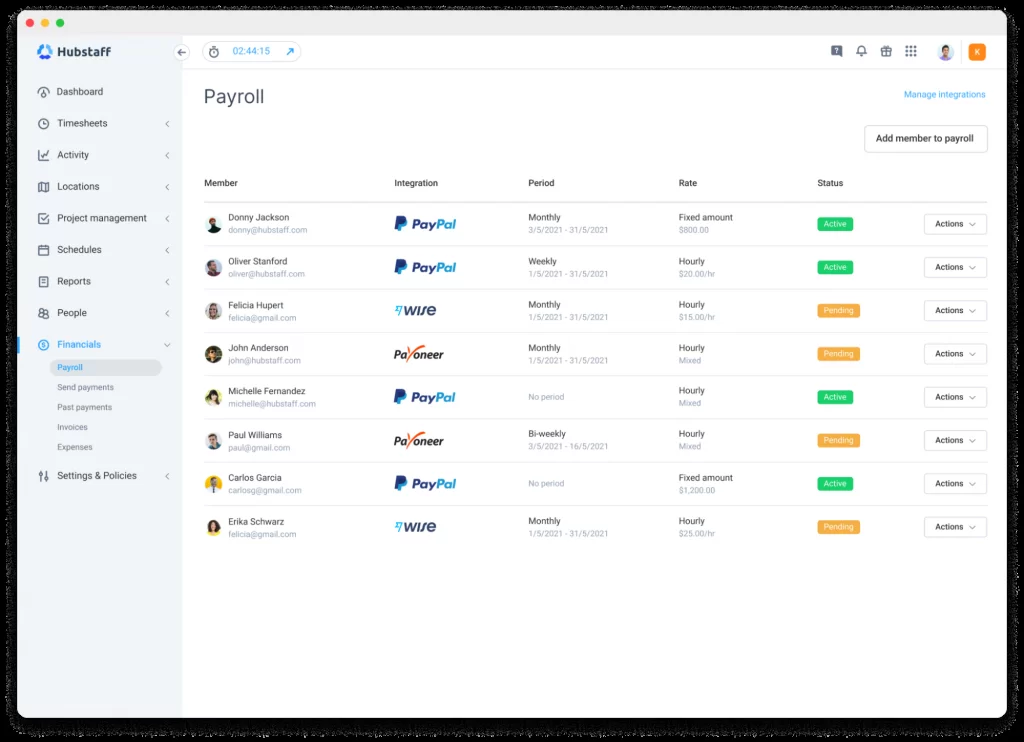 Hubstaff
02:44:15
?
K
Dashboard
Timesheets
Activity
Locations
Project management
Schedules
Reports
People
$ Financials
Payroll
Send payments
Past payments
Invoices
Expenses
Settings & Policies
Payroll
Manage integrations
Add member to payroll
Member Integration Period Rate Status
Donny Jackson PayPal Monthly Fixed amount Active Actions
donny@hubstaff.com 3/5/2021 - 31/5/2021 $800.00
Oliver Stanford PayPal Weekly Hourly Active Actions
oliver@hubstaff.com 1/5/2021 - 31/5/2021 $20.00/hr
Felicia Hupert wise Monthly Hourly Pending Actions
felicia@gmail.com 1/5/2021 - 31/5/2021 $15.00/hr
John Anderson Payoneer Monthly Hourly Pending Actions
john@hubstaff.com 1/5/2021 - 31/5/2021 Mixed
Michelle Fernandez PayPal No period Hourly Active Actions
michelle@hubstaff.com Mixed
Paul Williams Payoneer Bi-weekly Hourly Pending Actions
paul@gmail.com 3/5/2021 - 16/5/2021 Mixed
Carlos Garcia PayPal No period Fixed amount Active Actions
carlosg@gmail.com $1,200.00
Erika Schwarz wise Monthly Hourly Pending Actions
felicia@gmail.com 1/5/2021 - 31/5/2021 $25.00/hr